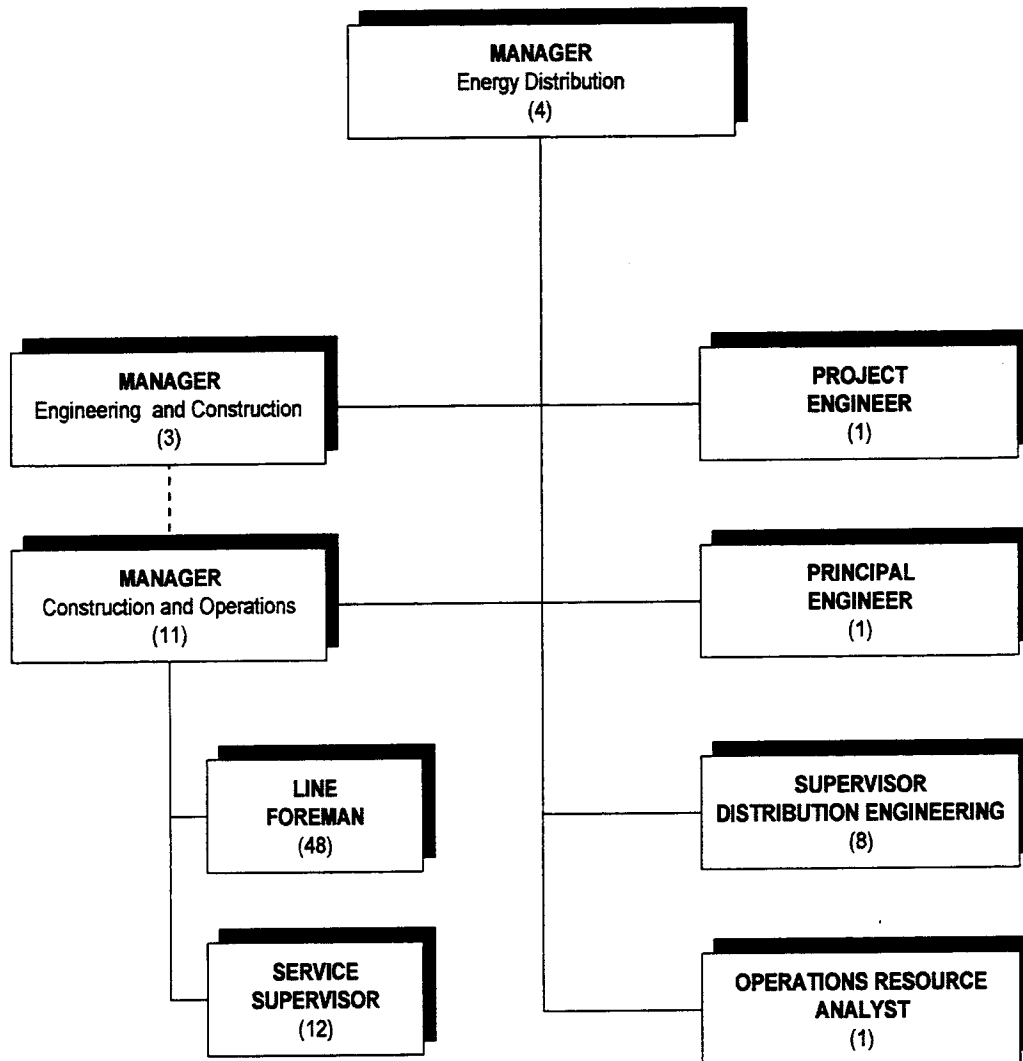 MANAGER
Energy Distribution
(4)
MANAGER
Engineering and Construction
(3)
PROJECT
ENGINEER
(1)
MANAGER
Construction and Operations
(11)
PRINCIPAL
ENGINEER
(1)
LINE
FOREMAN
(48)
SUPERVISOR
DISTRIBUTION ENGINEERING
(8)
SERVICE
SUPERVISOR
(12)
OPERATIONS RESOURCE
ANALYST
(1)